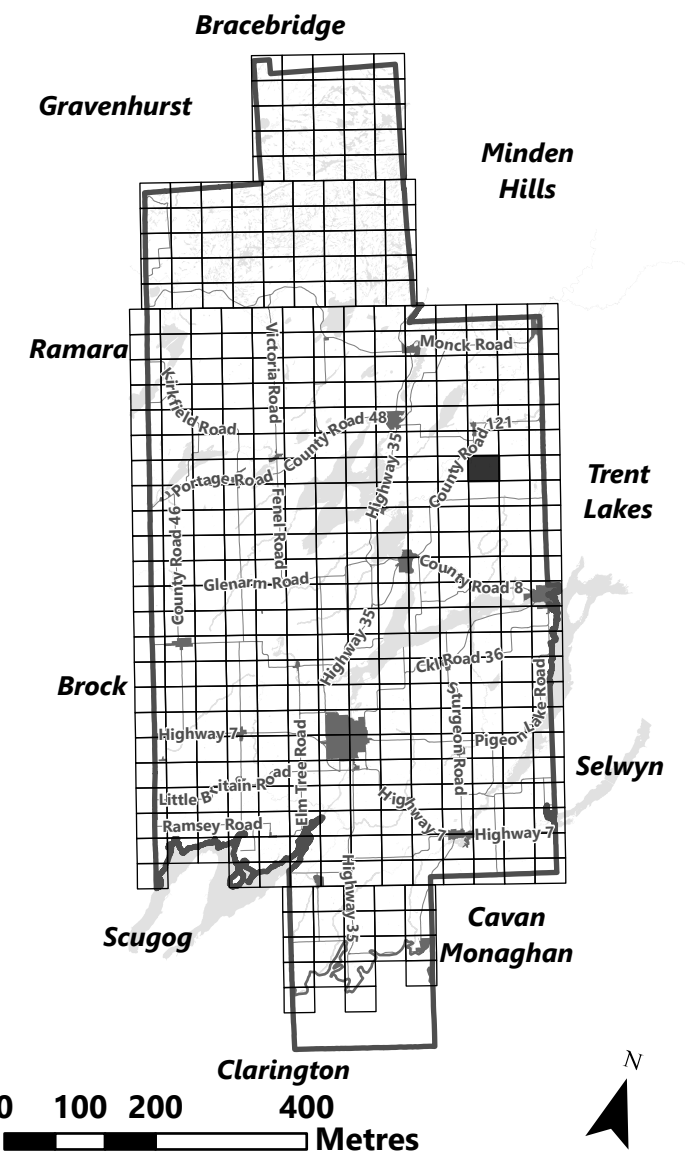 Bracebridge
Gravenhurst
Minden
Hills
Ramara
Monck Road
Victoria Road
Kirkfield Road
County Road 48
Highway 35
County Road 121
Portage Road
Trent
Lakes
Fenel Road
County Road 46
Glenarm Road
County Road 8
Highway 35
Ckl Road 36
Brock
Sturgeon Road
Pigeon Lake Road
Highway 7
Elm Tree Road
Selwyn
Little Britain Road
Highway 7
Ramsey Road
Highway 7
Highway 35
Scugog
Cavan
Monaghan
Clarington
N
0 100 200 400
Metres